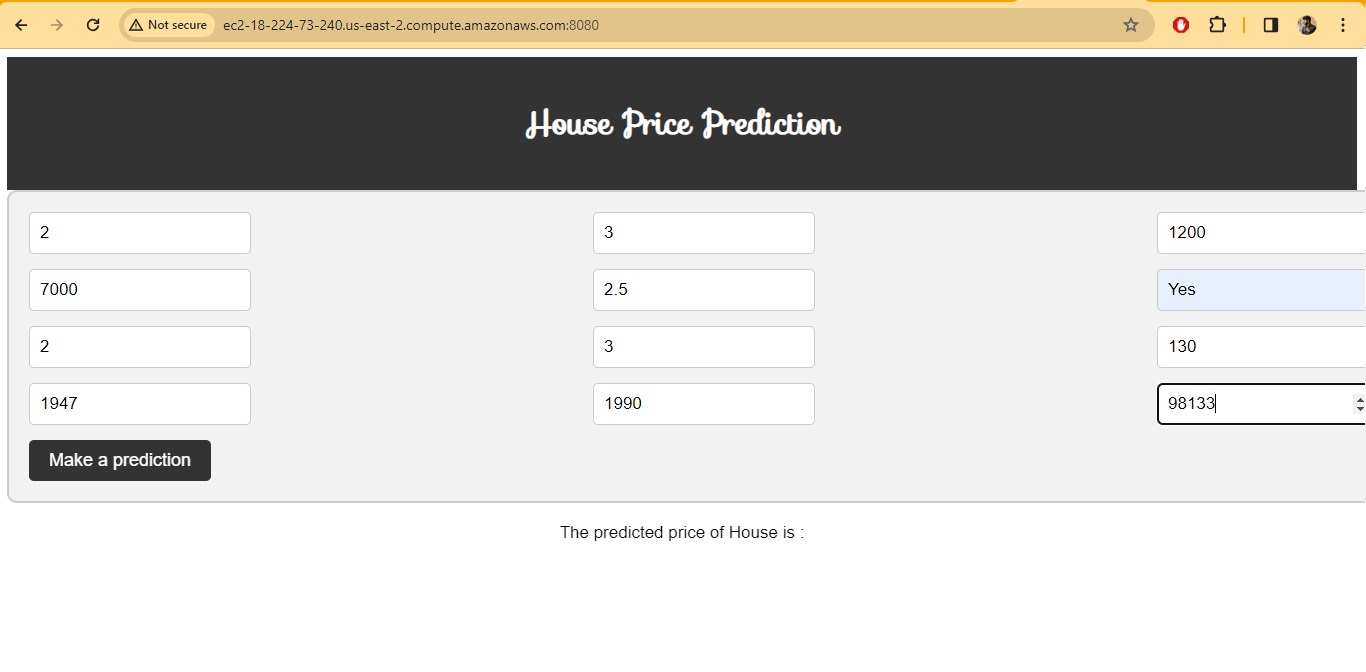 Not secure ec2-18-224-73-240.us-east-2.compute.amazonaws.com:8080
House Price Prediction
2 3 1200
7000 2.5 Yes
2 3 130
1947 1990 98133
Make a prediction
The predicted price of House is :